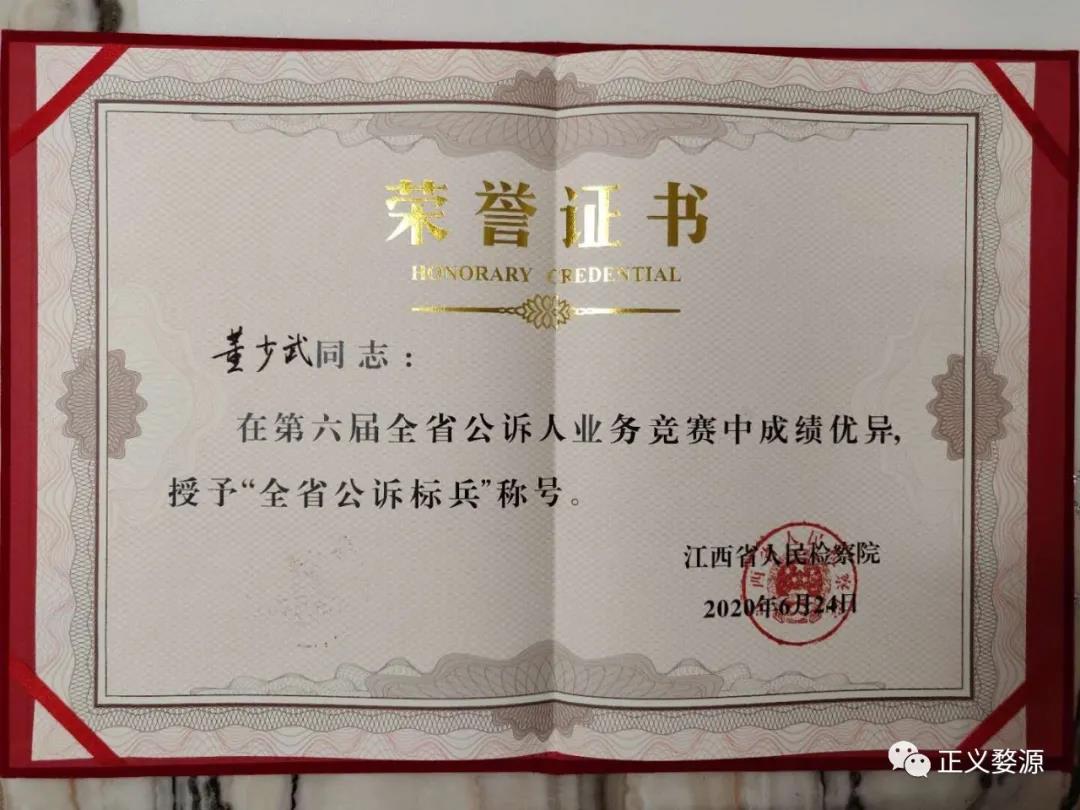 荣誉证书
HONORARY CREDENTIAL
董少武同志：
在第六届全省公诉人业务竞赛中成绩优异，
授予“全省公诉标兵”称号。
江西省人民检察院
2020年6月24日
正义婺源